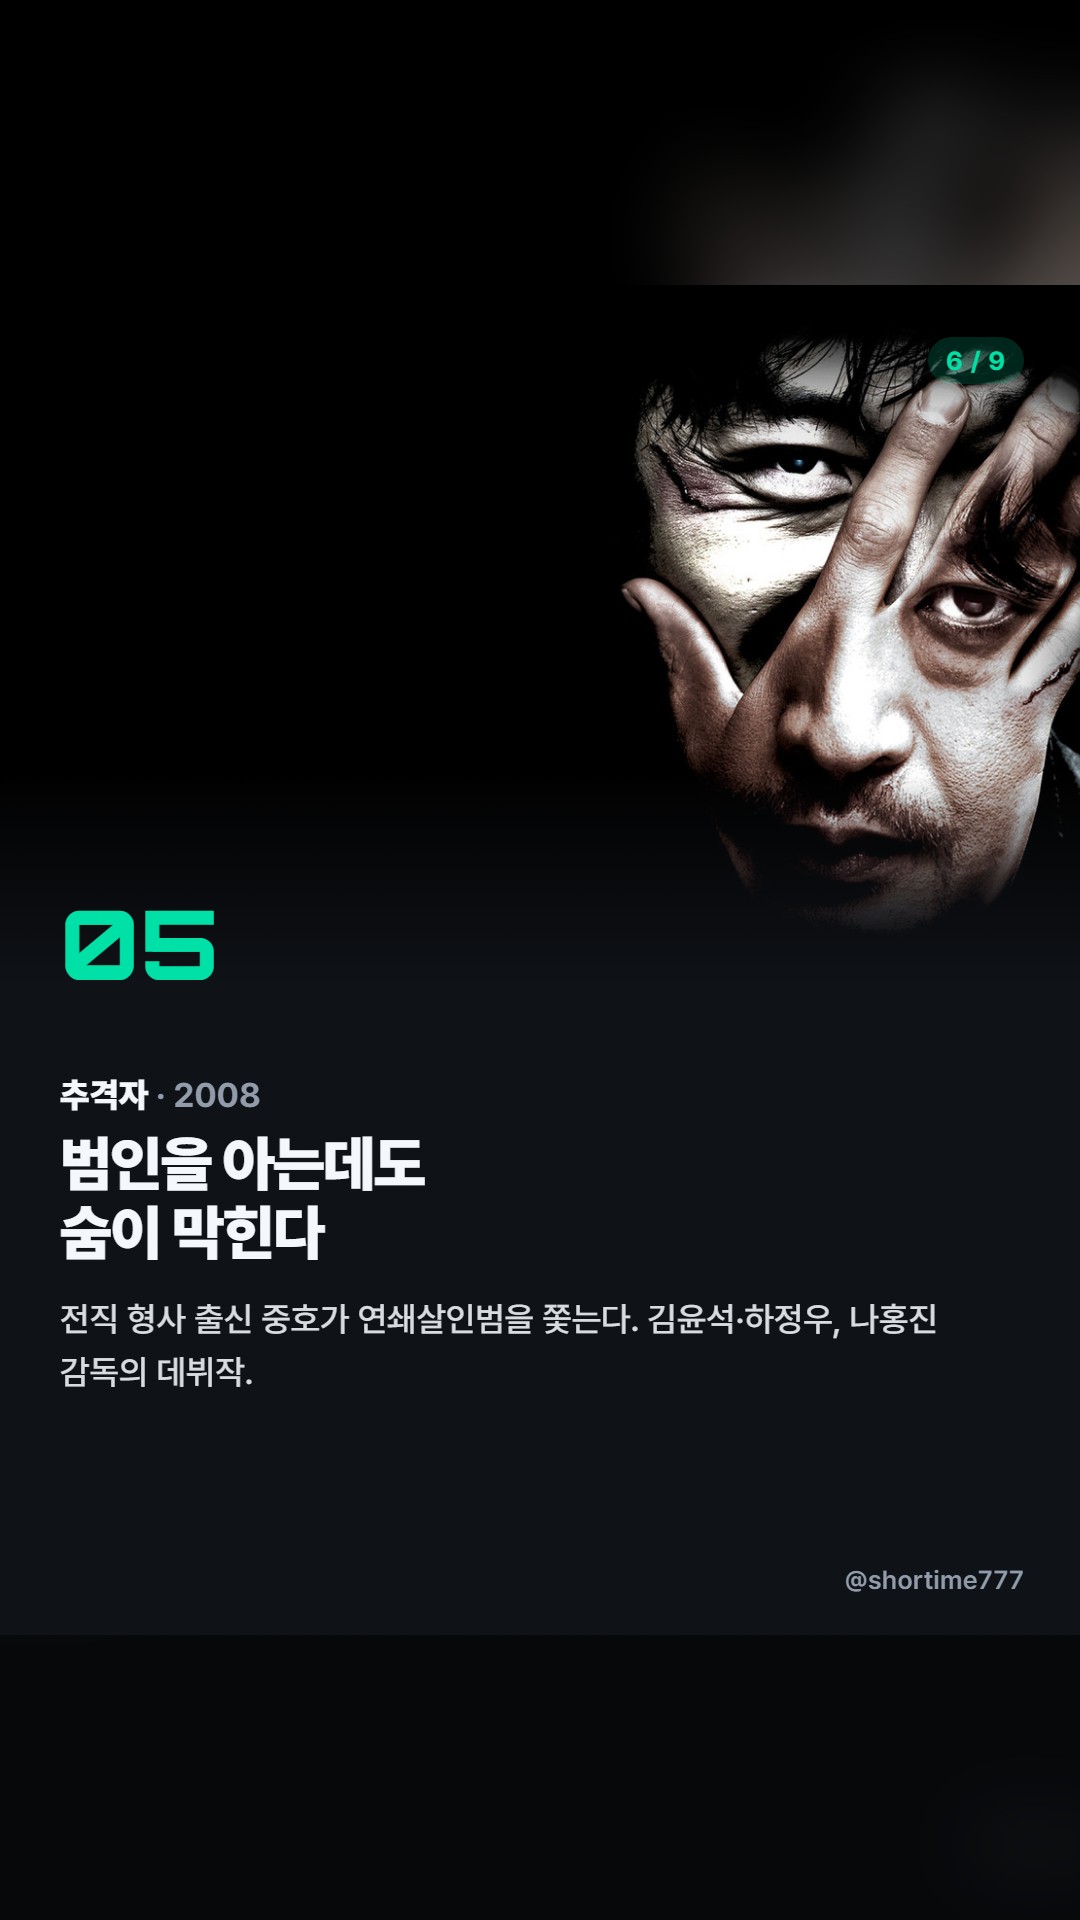 6 / 9
05
추격자 · 2008
범인을 아는데도
숨이 막힌다
전직 형사 출신 중호가 연쇄살인범을 쫓는다. 김윤석·하정우, 나홍진
감독의 데뷔작.
@shortime777